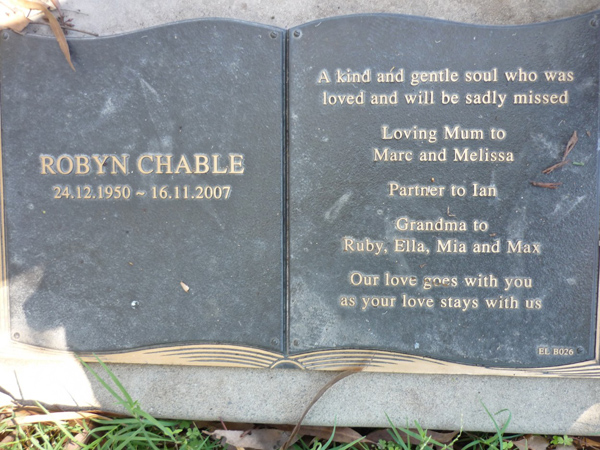 ROBYN CHABLE
24.12.1950 ~ 16.11.2007
A kind and gentle soul who was
loved and will be sadly missed
Loving Mum to
Marc and Melissa
Partner to Ian
Grandma to
Ruby, Ella, Mia and Max
Our love goes with you
as your love stays with us
EL B026